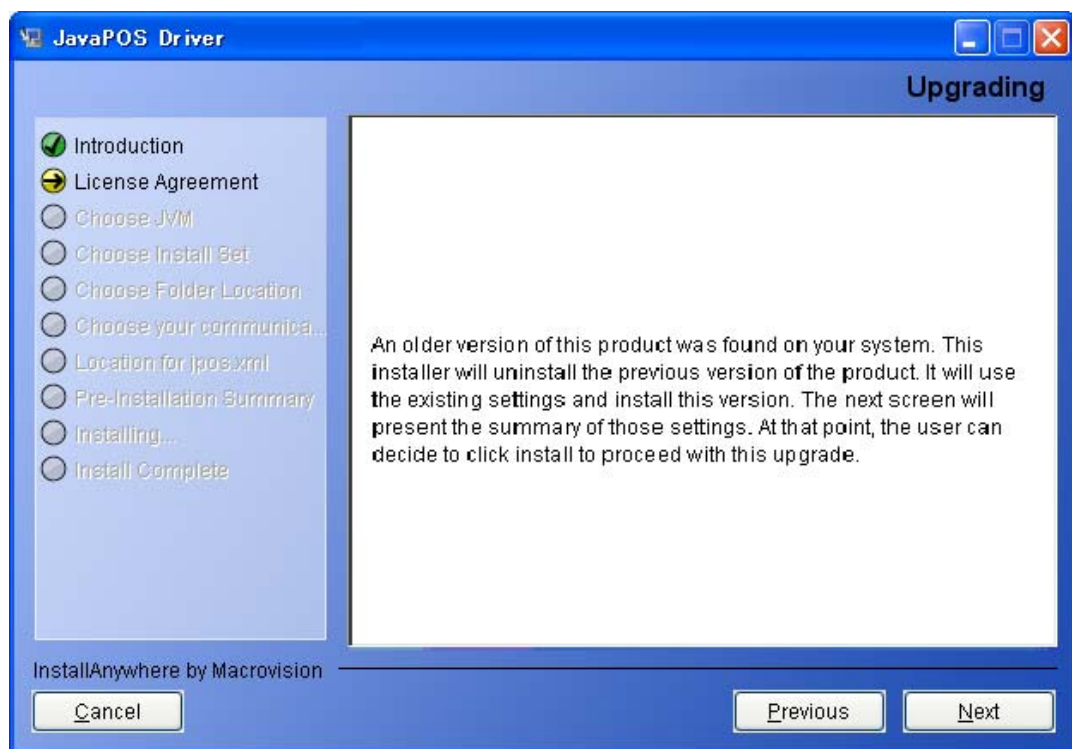 JavaPOS Driver
Upgrading
Introduction
License Agreement
Choose JVM
Choose Install Set
Choose Folder Location
Choose your communica...
Location for jpos.xml
Pre-Installation Summary
Installing...
Install Complete
An older version of this product was found on your system. This
installer will uninstall the previous version of the product. It will use
the existing settings and install this version. The next screen will
present the summary of those settings. At that point, the user can
decide to click install to proceed with this upgrade.
InstallAnywhere by Macrovision
Cancel
Previous
Next